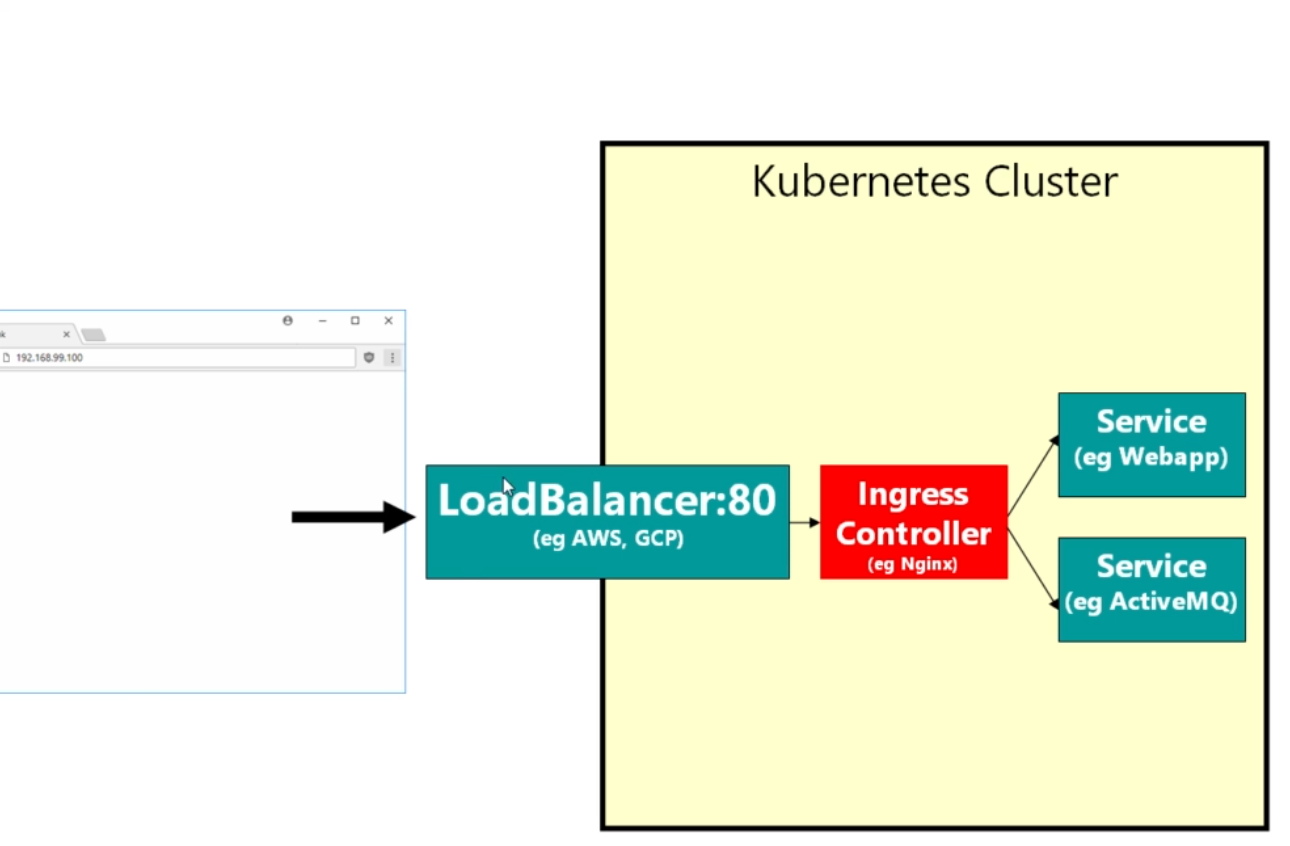 Kubernetes Cluster
192.168.99.100
LoadBalancer:80
(eg AWS, GCP)
Ingress
Controller
(eg Nginx)
Service
(eg Webapp)
Service
(eg ActiveMQ)